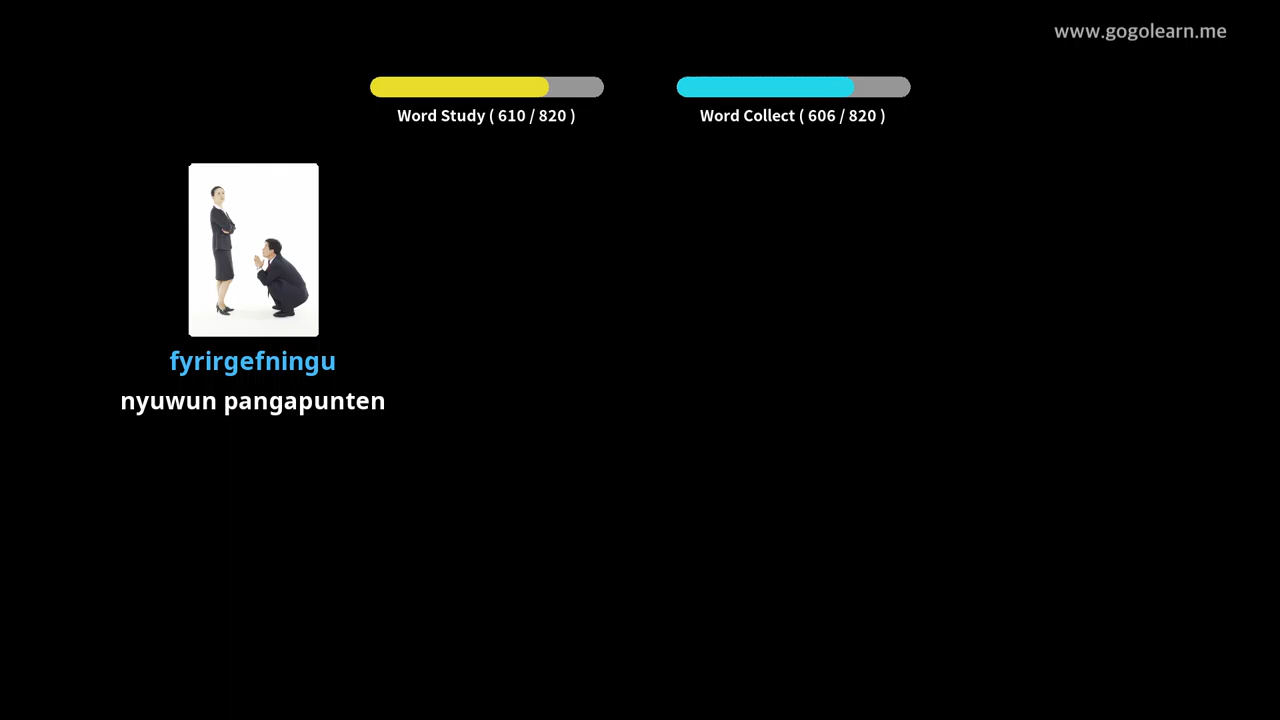 www.gogolearn.me
Word Study ( 610 / 820 )
Word Collect ( 606 / 820 )
fyrirgefningu
nyuwun pangapunten